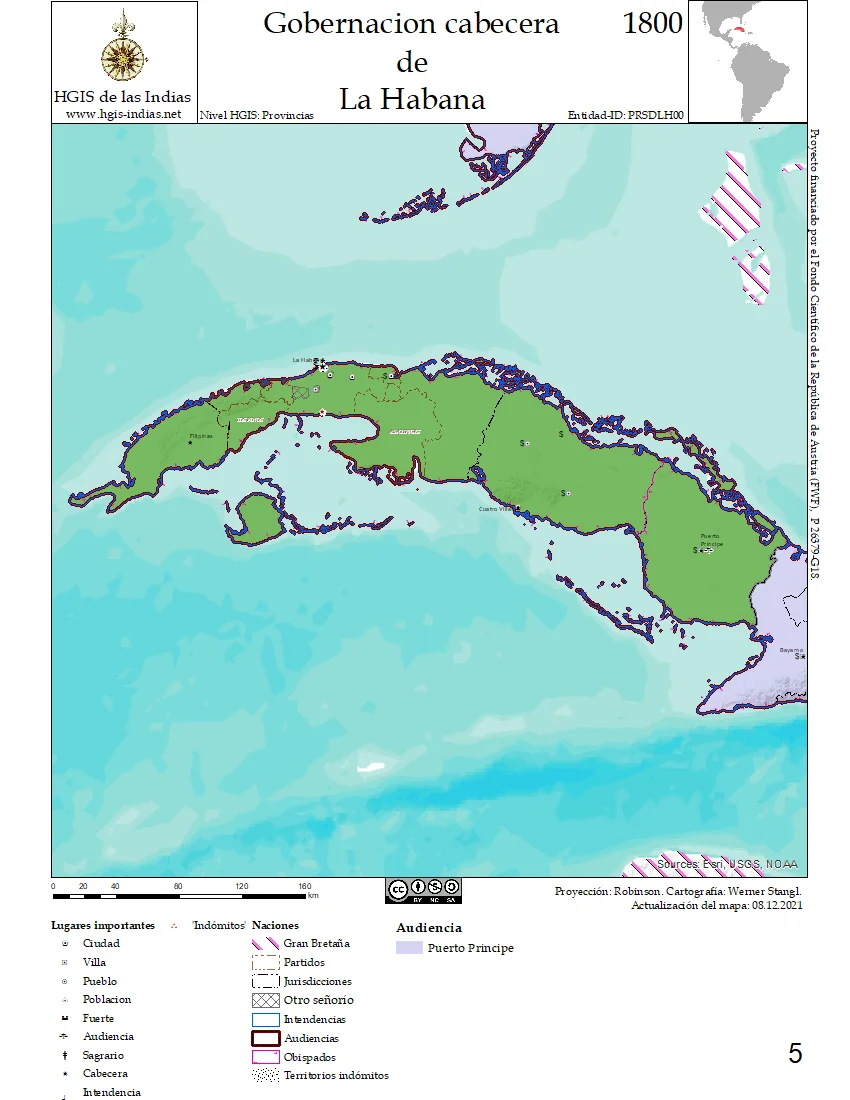 Gobernacion cabecera
de
La Habana
1800
HGIS de las Indias
www.hgis-indias.net
Nivel HGIS: Provincias
Entidad-ID: PRSDLH00
Proyecto financiado por el Fondo Científico de la República de Austria (FWF), P 26379-G18.
La Habana
Filipinas
Cuatro Villas
Puerto
Principe
Bayamo
Sources: Esri, USGS, NOAA
0 20 40 80 120 160
km
CC BY NC SA
Proyección: Robinson. Cartografía: Werner Stangl.
Actualización del mapa: 08.12.2021
Lugares importantes
Ciudad
Villa
Pueblo
Poblacion
Fuerte
Audiencia
Sagrario
Cabecera
Intendencia
'Indómitos'
Naciones
Gran Bretaña
Partidos
Jurisdicciones
Otro señorío
Intendencias
Audiencias
Obispados
Territorios indómitos
Audiencia
Puerto Principe
5